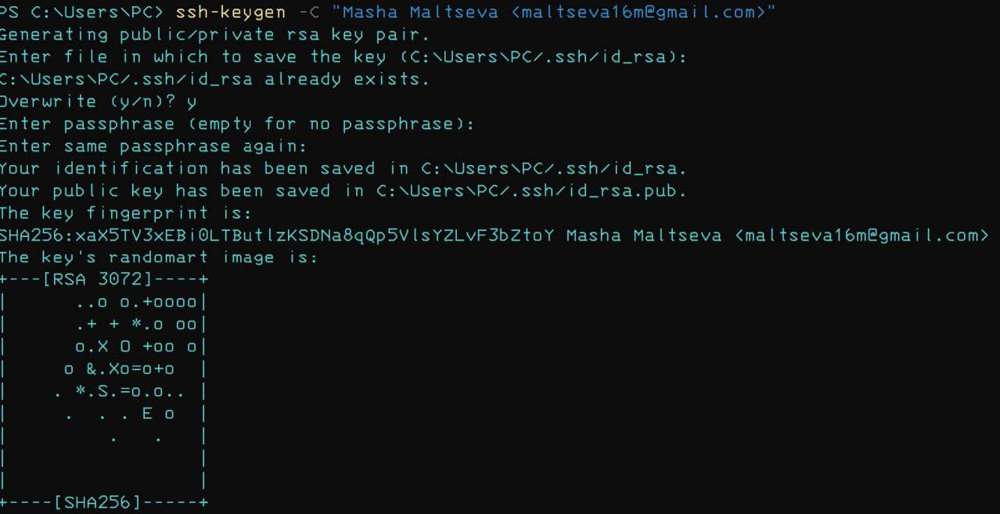 PS C:\Users\PC> ssh-keygen -C "Masha Maltseva <maltseva16m@gmail.com>"
Generating public/private rsa key pair.
Enter file in which to save the key (C:\Users\PC/.ssh/id_rsa):
C:\Users\PC/.ssh/id_rsa already exists.
Overwrite (y/n)? y
Enter passphrase (empty for no passphrase):
Enter same passphrase again:
Your identification has been saved in C:\Users\PC/.ssh/id_rsa.
Your public key has been saved in C:\Users\PC/.ssh/id_rsa.pub.
The key fingerprint is:
SHA256:xaX5TV3xEBi0LTButlzKSDNa8qQp5VlsYZLvF3bZtoY Masha Maltseva <maltseva16m@gmail.com>
The key's randomart image is:
+---[RSA 3072]----+
|      ..o o.+oooo|
|      .+ + *.o oo|
|      o.X O +oo o|
|     o &.Xo=o+o  |
|    . *.S.=o.o.. |
|     .  . . E o  |
|         .   .   |
|                 |
|                 |
+----[SHA256]-----+